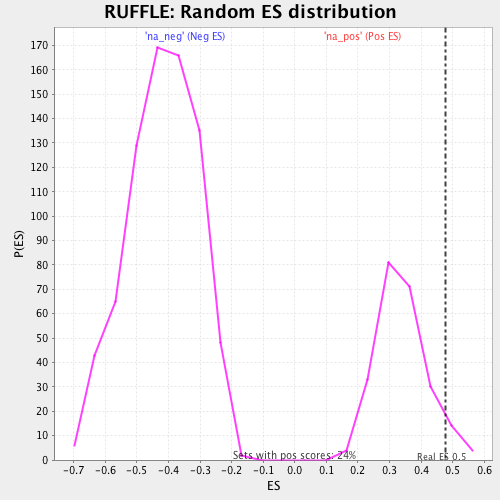 RUFFLE: Random ES distribution
'na_neg' (Neg ES) 'na_pos' (Pos ES)
P(ES)
170
160
150
140
130
120
110
100
90
80
70
60
50
40
30
20
10
0
Sets with pos scores: 24%
Real ES 0.5
-0.7 -0.6 -0.5 -0.4 -0.3 -0.2 -0.1 0.0 0.1 0.2 0.3 0.4 0.5 0.6
ES